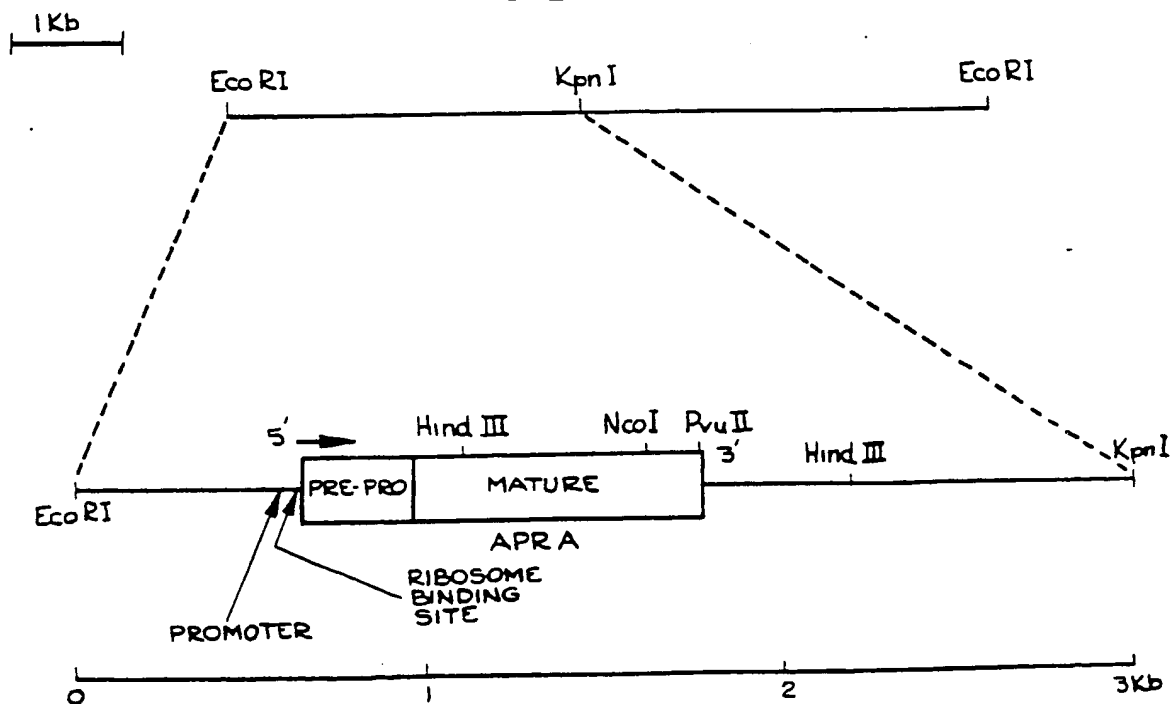 1Kb
EcoRI KpnI EcoRI
5' HindIII NcoI PvuII 3' HindIII KpnI
PRE-PRO MATURE
EcoRI
APRA
RIBOSOME
BINDING
SITE
PROMOTER
0 1 2 3Kb